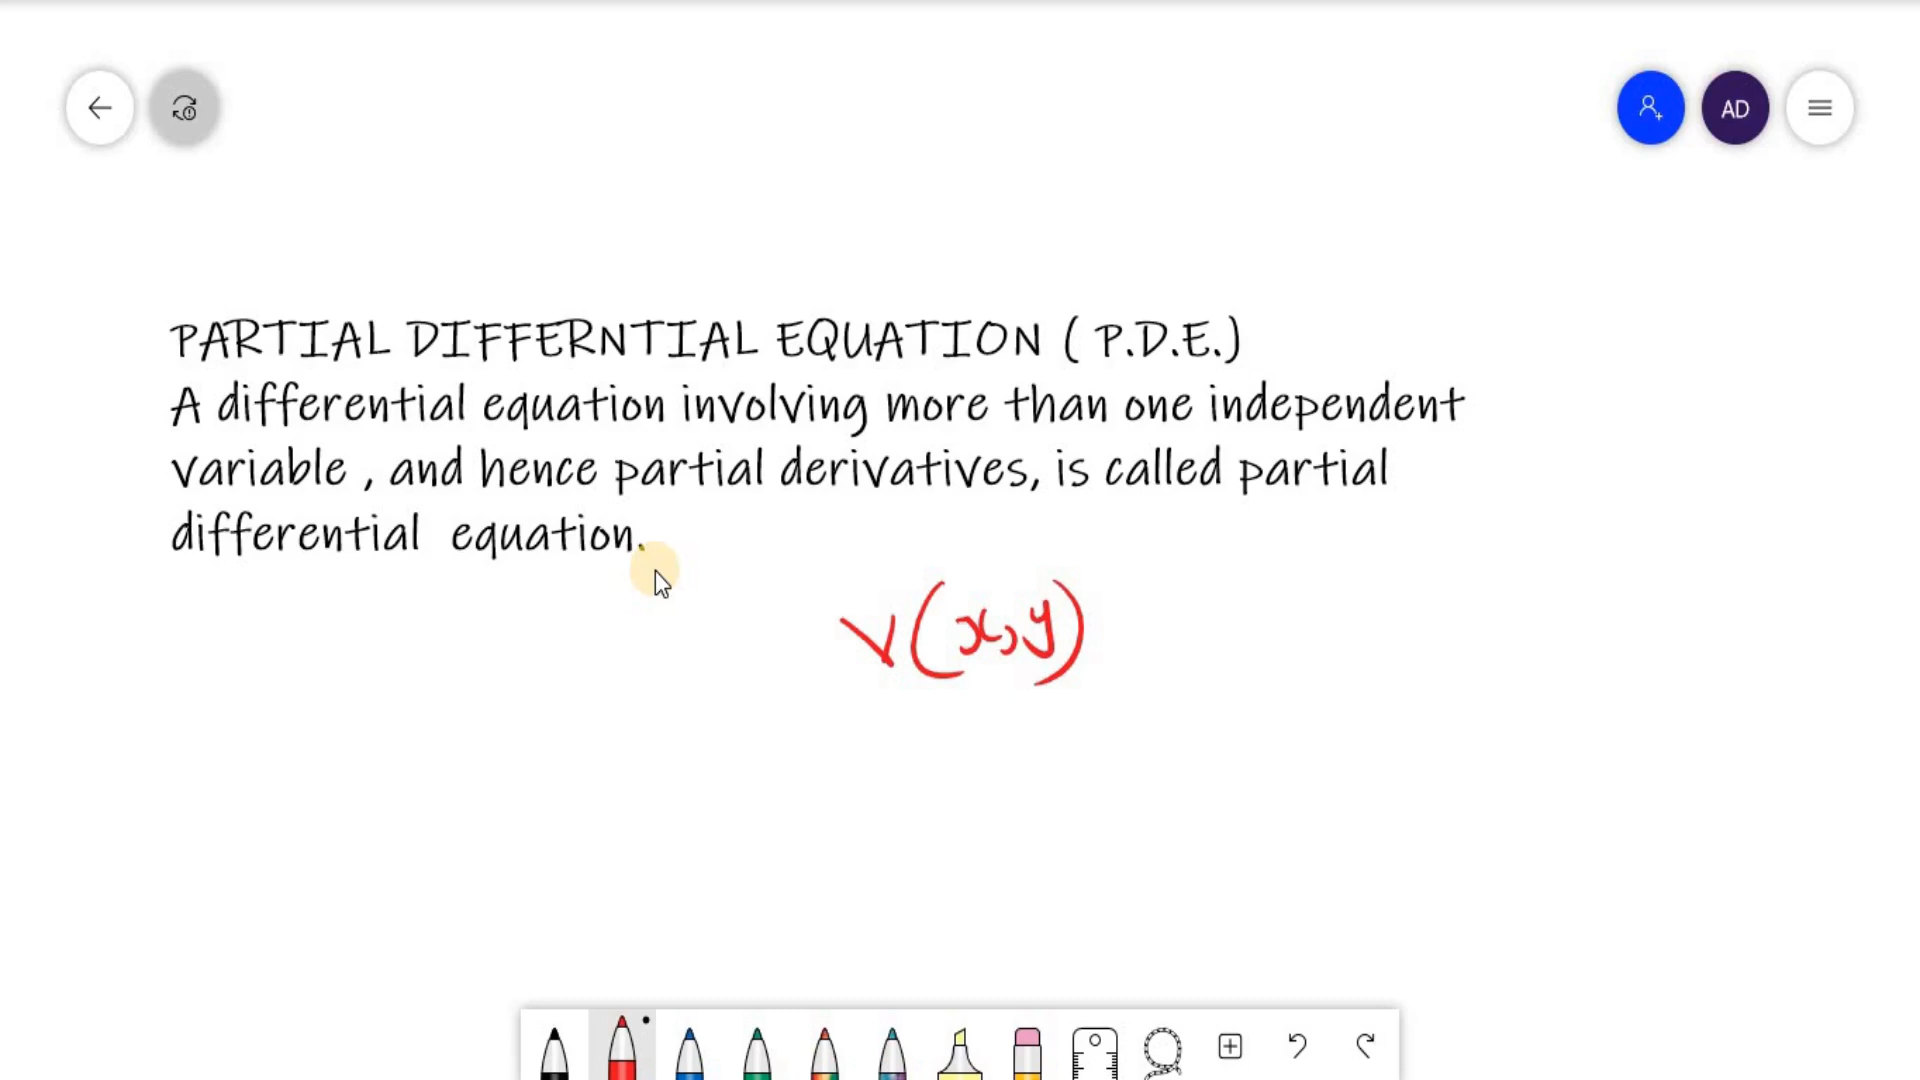 AD
PARTIAL DIFFERNTIAL EQUATION ( P.D.E.)
A differential equation involving more than one independent
variable , and hence partial derivatives, is called partial
differential equation.
V(x,y)